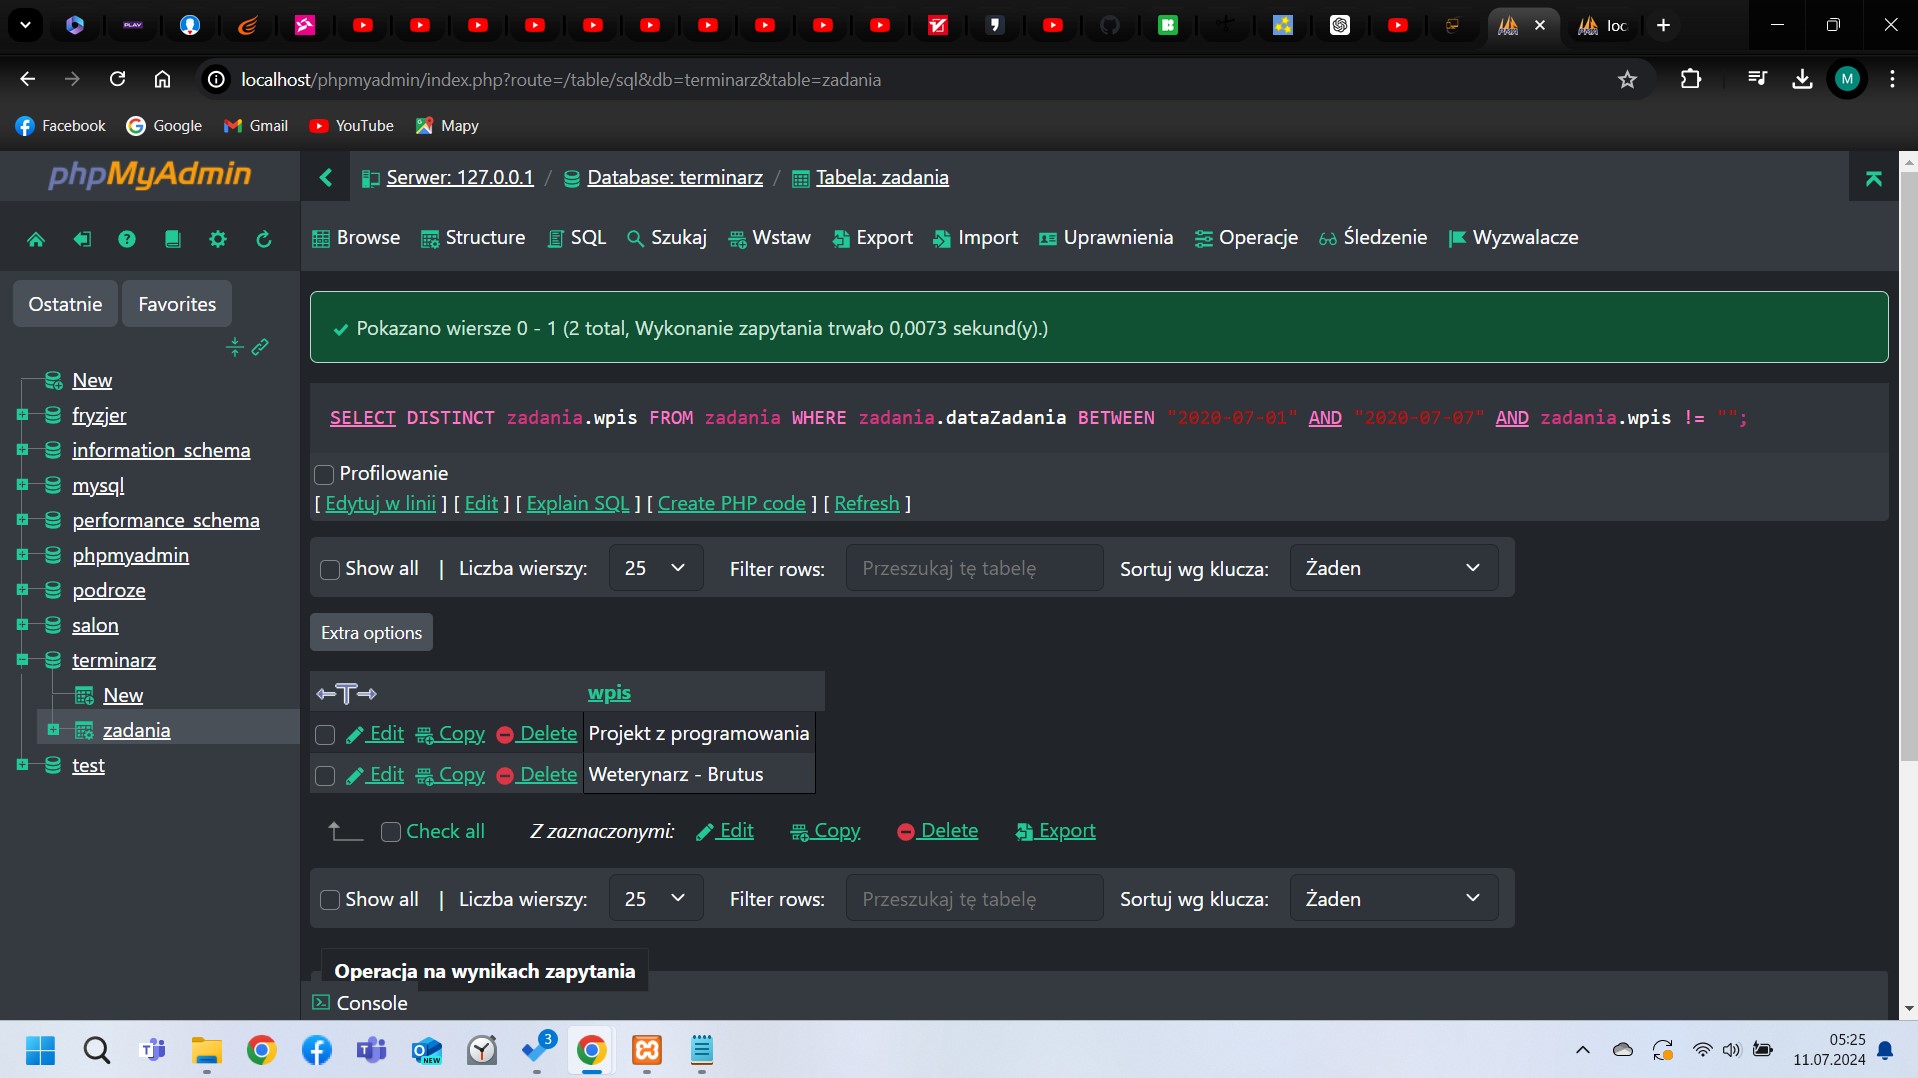 PLAY
loc
localhost/phpmyadmin/index.php?route=/table/sql&db=terminarz&table=zadania
M
Facebook Google Gmail YouTube Mapy
phpMyAdmin
Serwer: 127.0.0.1 / Database: terminarz / Tabela: zadania
Browse Structure SQL Szukaj Wstaw Export Import Uprawnienia Operacje Śledzenie Wyzwalacze
Ostatnie Favorites
New
fryzjer
information_schema
mysql
performance_schema
phpmyadmin
podroze
salon
terminarz
New
zadania
test
Pokazano wiersze 0 - 1 (2 total, Wykonanie zapytania trwało 0,0073 sekund(y).)
SELECT DISTINCT zadania.wpis FROM zadania WHERE zadania.dataZadania BETWEEN "2020-07-01" AND "2020-07-07" AND zadania.wpis != "";
Profilowanie
[ Edytuj w linii ] [ Edit ] [ Explain SQL ] [ Create PHP code ] [ Refresh ]
Show all | Liczba wierszy: 25 Filter rows: Przeszukaj tę tabelę Sortuj wg klucza: Żaden
Extra options
←T→ wpis
Edit Copy Delete Projekt z programowania
Edit Copy Delete Weterynarz - Brutus
Check all Z zaznaczonymi: Edit Copy Delete Export
Show all | Liczba wierszy: 25 Filter rows: Przeszukaj tę tabelę Sortuj wg klucza: Żaden
Operacja na wynikach zapytania
Console
NEW
3
05:25
11.07.2024